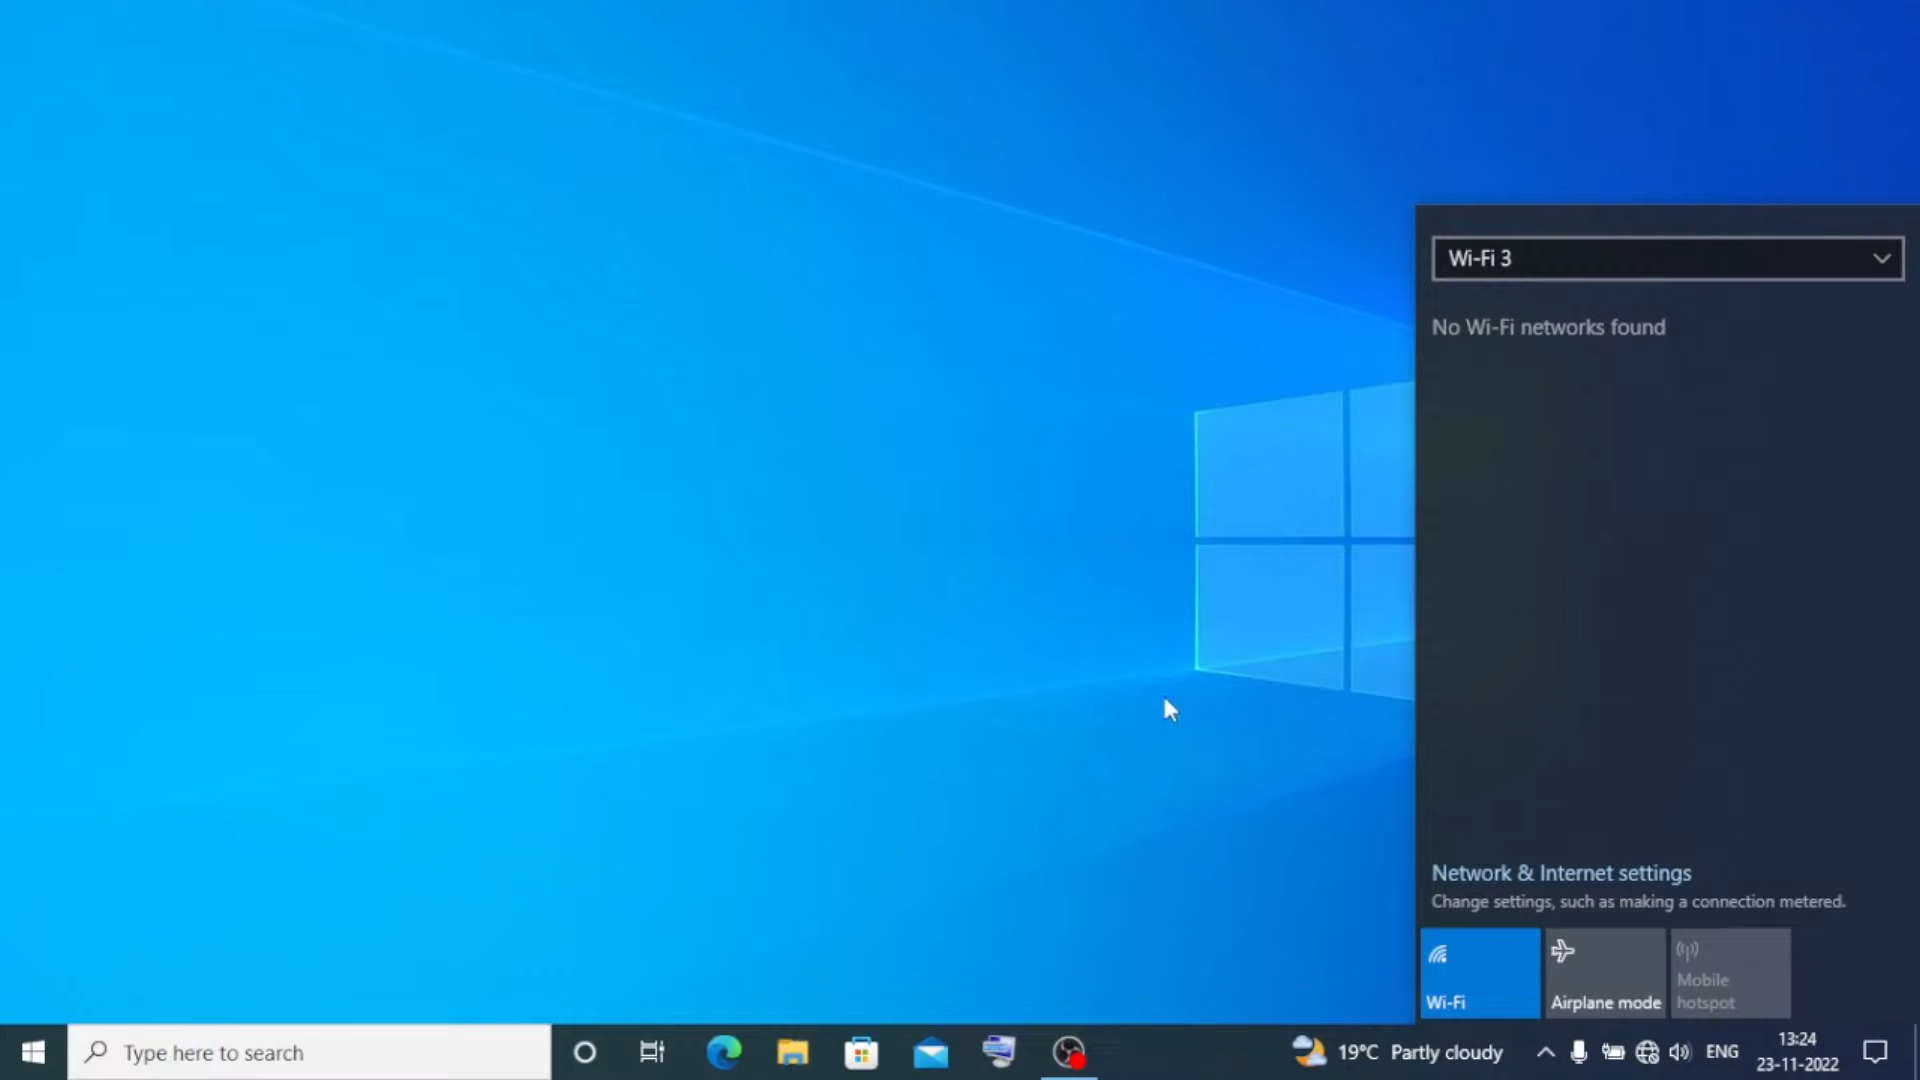 Wi-Fi 3
No Wi-Fi networks found
Network & Internet settings
Change settings, such as making a connection metered.
Wi-Fi
Airplane mode
Mobile
hotspot
Type here to search
19°C Partly cloudy
ENG
13:24
23-11-2022